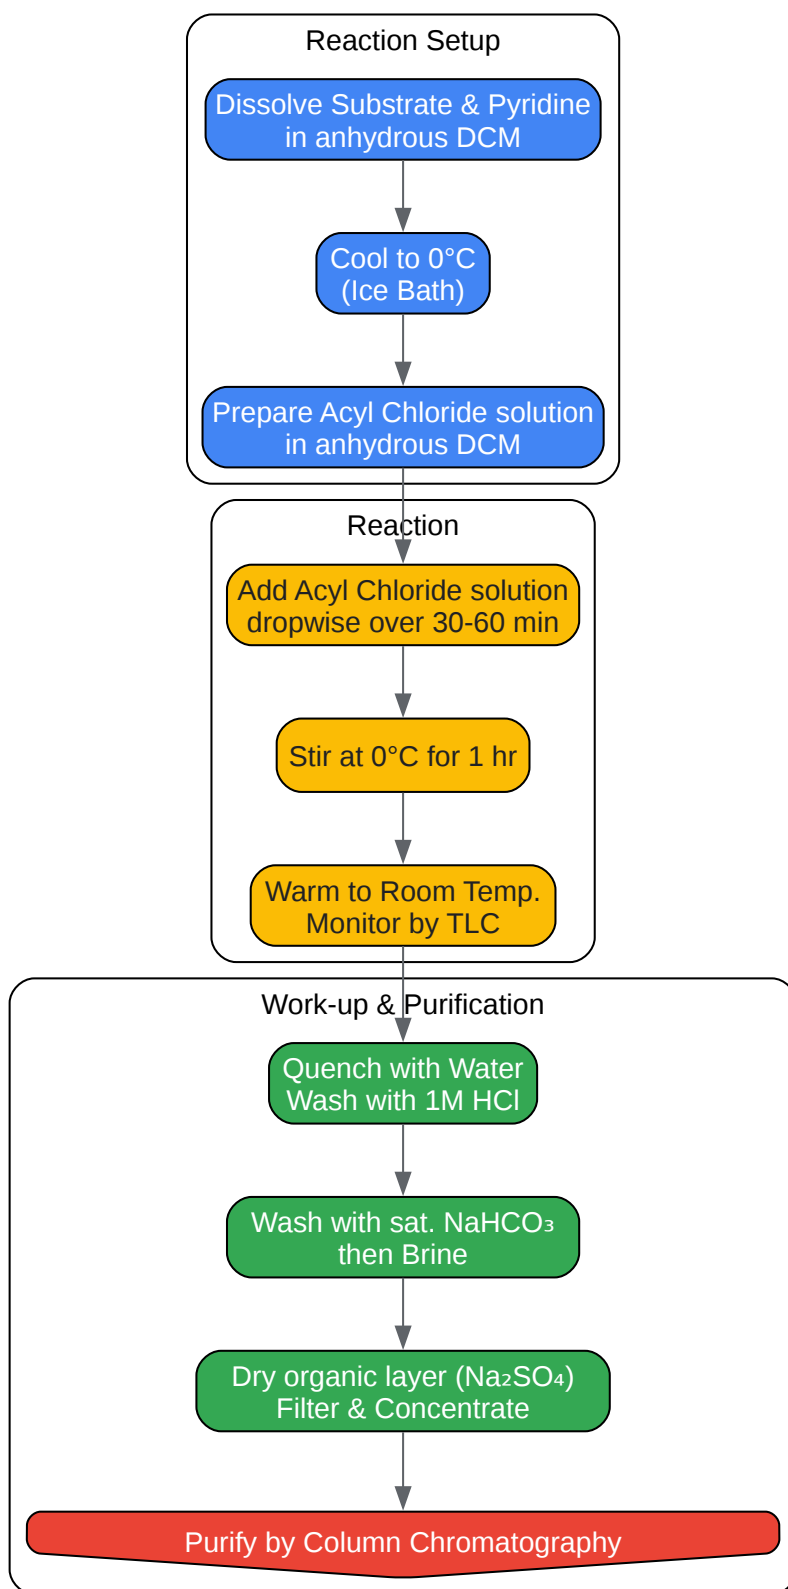 Reaction Setup
Dissolve Substrate & Pyridine
in anhydrous DCM
Cool to 0°C
(Ice Bath)
Prepare Acyl Chloride solution
in anhydrous DCM
Reaction
Add Acyl Chloride solution
dropwise over 30-60 min
Stir at 0°C for 1 hr
Warm to Room Temp.
Monitor by TLC
Work-up & Purification
Quench with Water
Wash with 1M HCl
Wash with sat. NaHCO₃
then Brine
Dry organic layer (Na₂SO₄)
Filter & Concentrate
Purify by Column Chromatography